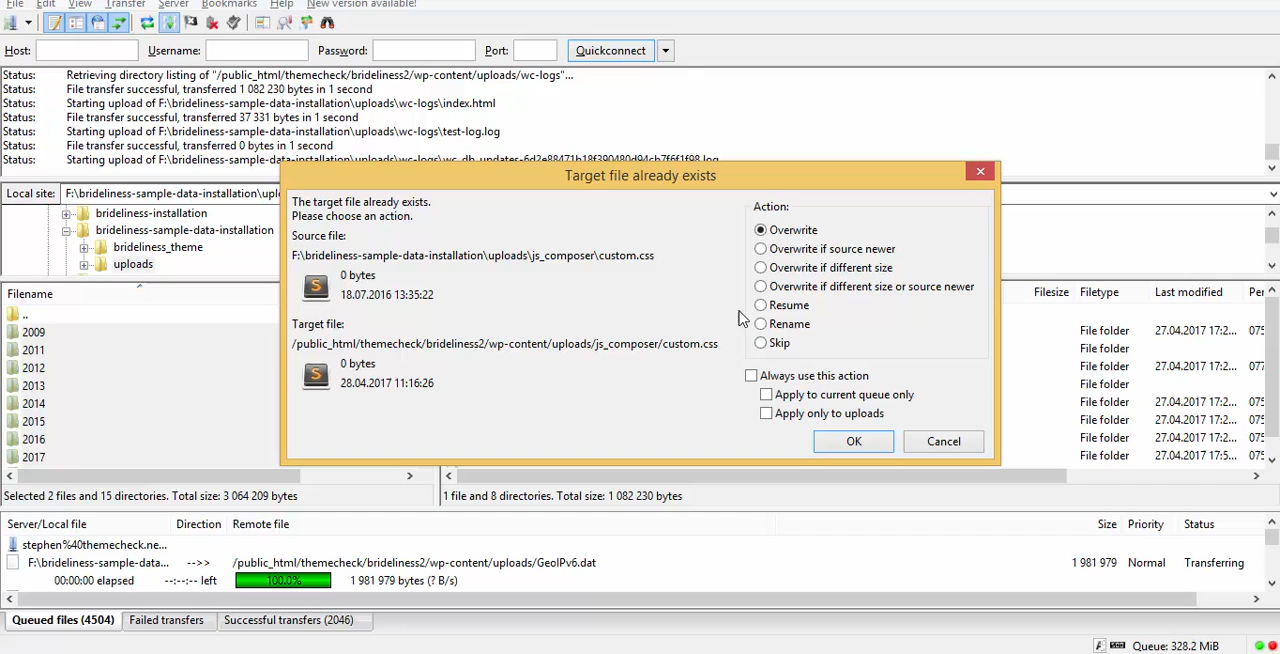 File Edit View Transfer Server Bookmarks Help New version available!
Host: Username: Password: Port: Quickconnect
Status: Retrieving directory listing of "/public_html/themecheck/brideliness2/wp-content/uploads/wc-logs"...
Status: File transfer successful, transferred 1 082 230 bytes in 1 second
Status: Starting upload of F:\brideliness-sample-data-installation\uploads\wc-logs\index.html
Status: File transfer successful, transferred 37 331 bytes in 1 second
Status: Starting upload of F:\brideliness-sample-data-installation\uploads\wc-logs\test-log.log
Status: File transfer successful, transferred 0 bytes in 1 second
Status: Starting upload of
Target file already exists
The target file already exists.
Please choose an action.
Source file:
F:\brideliness-sample-data-installation\uploads\js_composer\custom.css
S
0 bytes
18.07.2016 13:35:22
Target file:
/public_html/themecheck/brideliness2/wp-content/uploads/js_composer/custom.css
S
0 bytes
28.04.2017 11:16:26
Action:
Overwrite
Overwrite if source newer
Overwrite if different size
Overwrite if different size or source newer
Resume
Rename
Skip
Always use this action
Apply to current queue only
Apply only to uploads
OK Cancel
Local site: F:\brideliness-sample-data-installation\upl
brideliness-installation
brideliness-sample-data-installation
brideliness_theme
uploads
Filename
..
2009
2011
2012
2013
2014
2015
2016
2017
Filesize Filetype Last modified Per
File folder 27.04.2017 17:2... 075
File folder
File folder 27.04.2017 17:2... 077
File folder
File folder 27.04.2017 17:2... 075
File folder 27.04.2017 17:2... 075
File folder 27.04.2017 17:2... 075
File folder 27.04.2017 17:5... 075
Selected 2 files and 15 directories. Total size: 3 064 209 bytes
1 file and 8 directories. Total size: 1 082 230 bytes
Server/Local file Direction Remote file Size Priority Status
stephen%40themecheck.ne...
F:\brideliness-sample-data... -->> /public_html/themecheck/brideliness2/wp-content/uploads/GeoIPv6.dat 1 981 979 Normal Transferring
00:00:00 elapsed --:--:-- left 100.0% 1 981 979 bytes (? B/s)
Queued files (4504) Failed transfers Successful transfers (2046)
Queue: 328.2 MiB